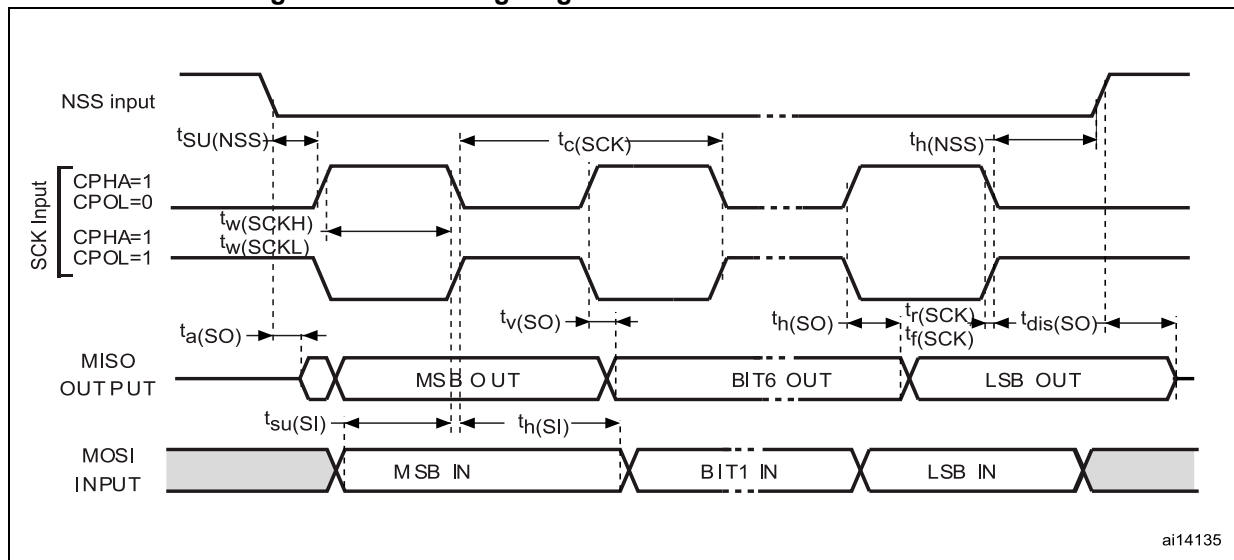 NSS input
tSU(NSS)
tc(SCK)
th(NSS)
SCK Input
CPHA=1
CPOL=0
tw(SCKH)
tw(SCKL)
CPHA=1
CPOL=1
ta(SO)
tv(SO)
th(SO)
tr(SCK)
tf(SCK)
tdis(SO)
MISO
OUTPUT
MSB OUT
BIT6 OUT
LSB OUT
tsu(SI)
th(SI)
MOSI
INPUT
MSB IN
BIT1 IN
LSB IN
ai14135